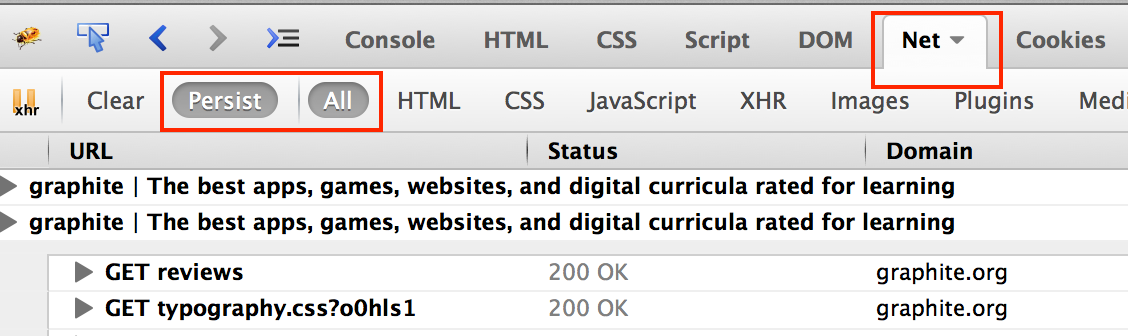 Console HTML CSS Script DOM Net Cookies
xhr Clear Persist All HTML CSS JavaScript XHR Images Plugins Medi
URL Status Domain
graphite | The best apps, games, websites, and digital curricula rated for learning
graphite | The best apps, games, websites, and digital curricula rated for learning
GET reviews 200 OK graphite.org
GET typography.css?o0hls1 200 OK graphite.org